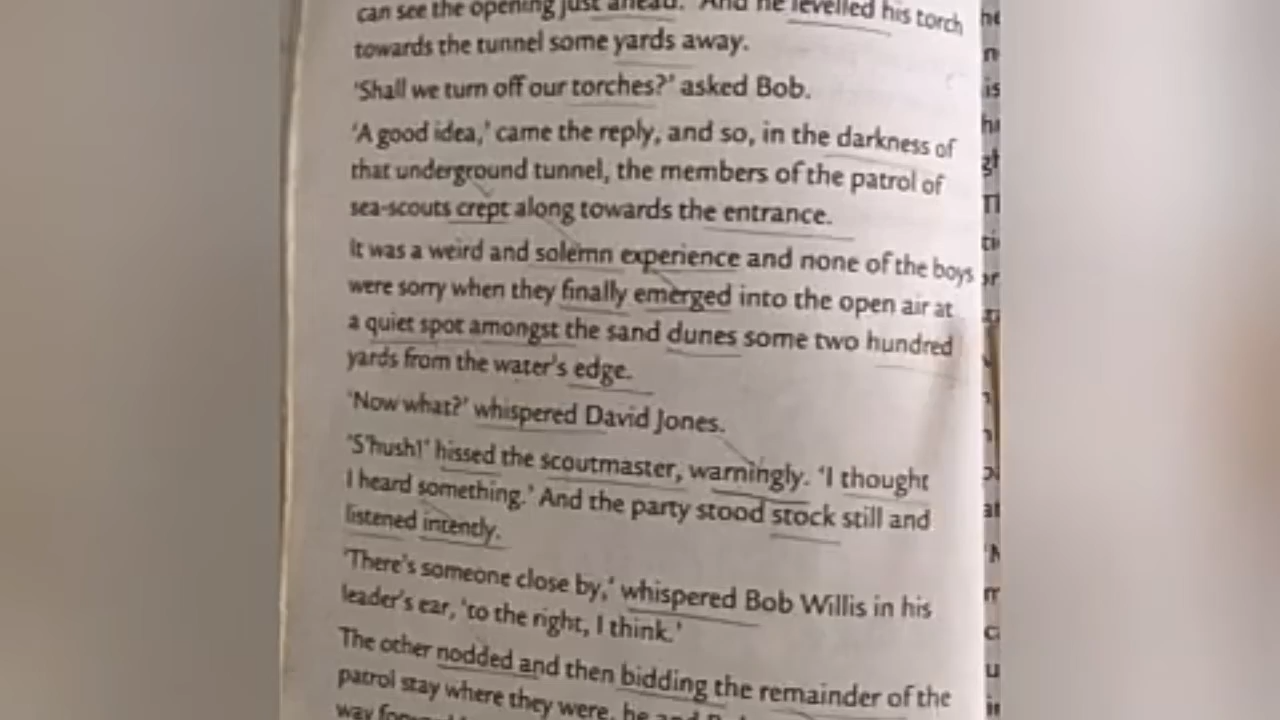 can see the opening just ahead.' 'And he levelled his torch
towards the tunnel some yards away.
'Shall we turn off our torches?' asked Bob.
'A good idea,' came the reply, and so, in the darkness of
that underground tunnel, the members of the patrol of
sea-scouts crept along towards the entrance.
It was a weird and solemn experience and none of the boys
were sorry when they finally emerged into the open air at
a quiet spot amongst the sand dunes some two hundred
yards from the water's edge.
'Now what?' whispered David Jones.
'S'hush!' hissed the scoutmaster, warningly. 'I thought
I heard something.' And the party stood stock still and
listened intently.
'There's someone close by,' whispered Bob Willis in his
leader's ear, 'to the right, I think.'
The other nodded and then bidding the remainder of the
patrol stay where they were, he and
way